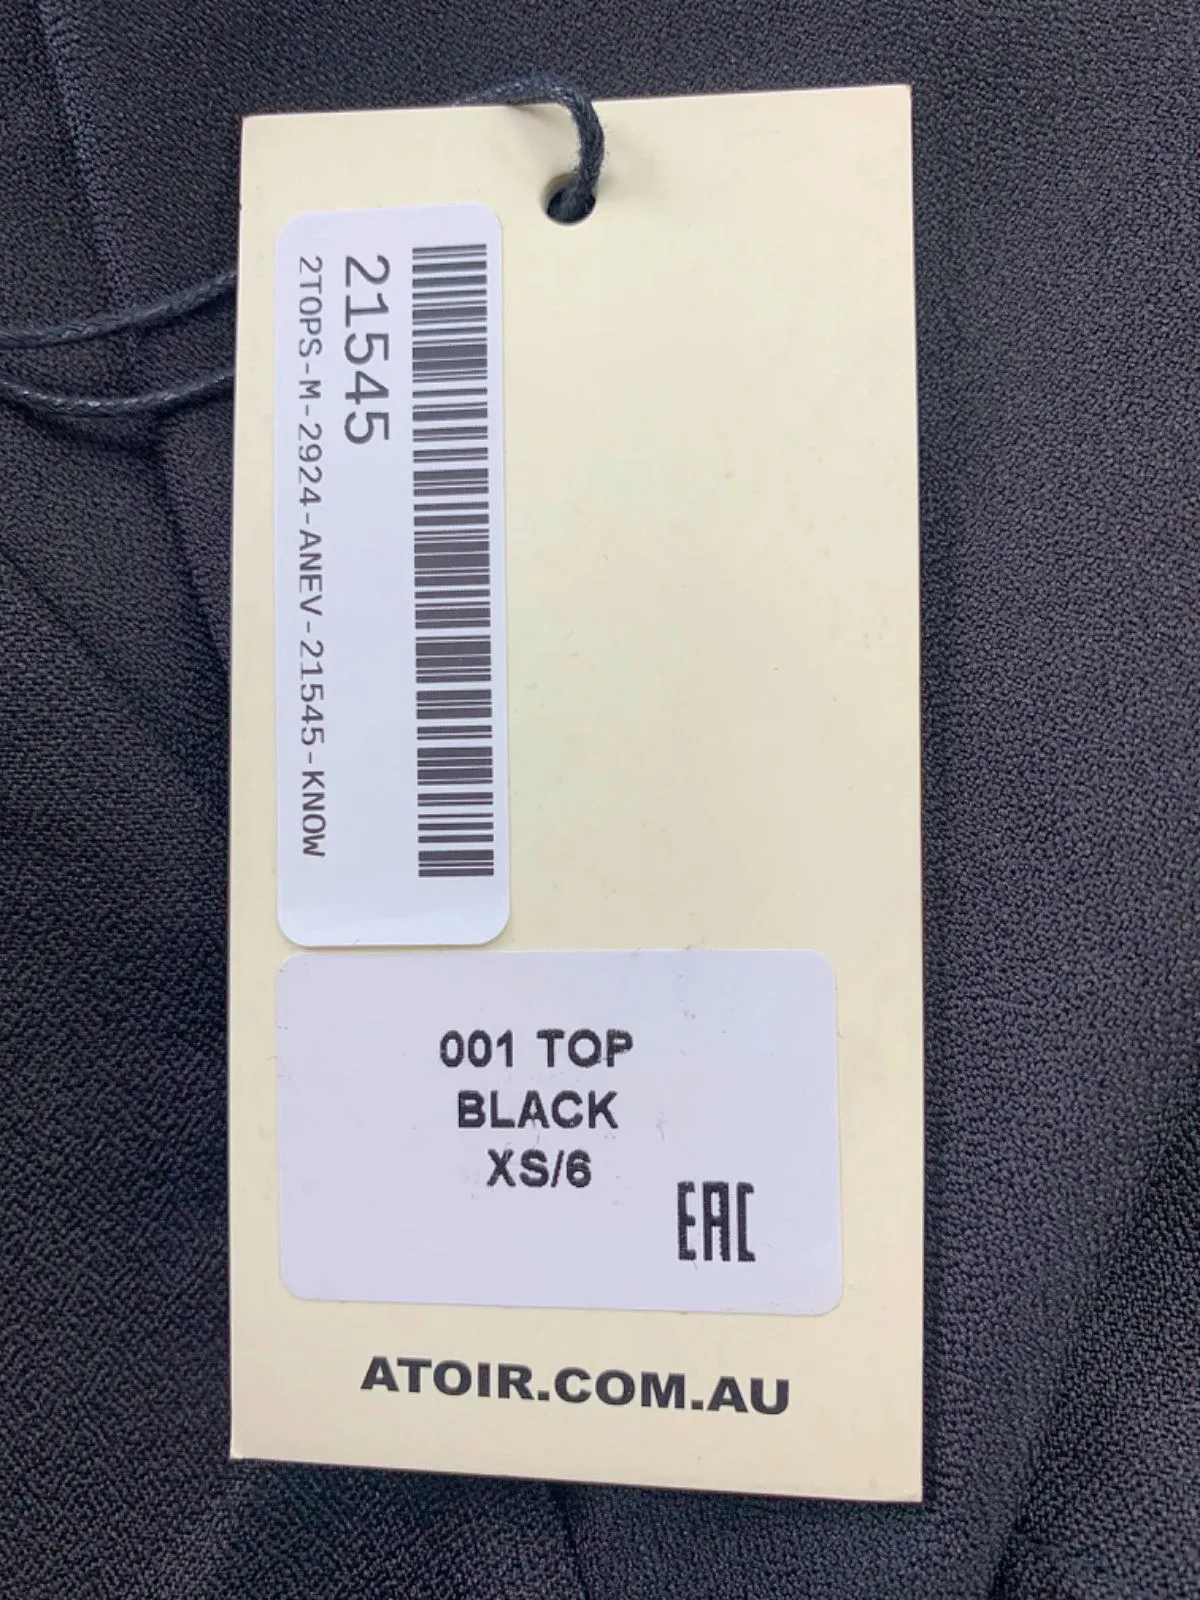 21545
2TOPS-M-2924-ANEV-21545-KNOW
001 TOP
BLACK
XS/6
EAC
ATOIR.COM.AU